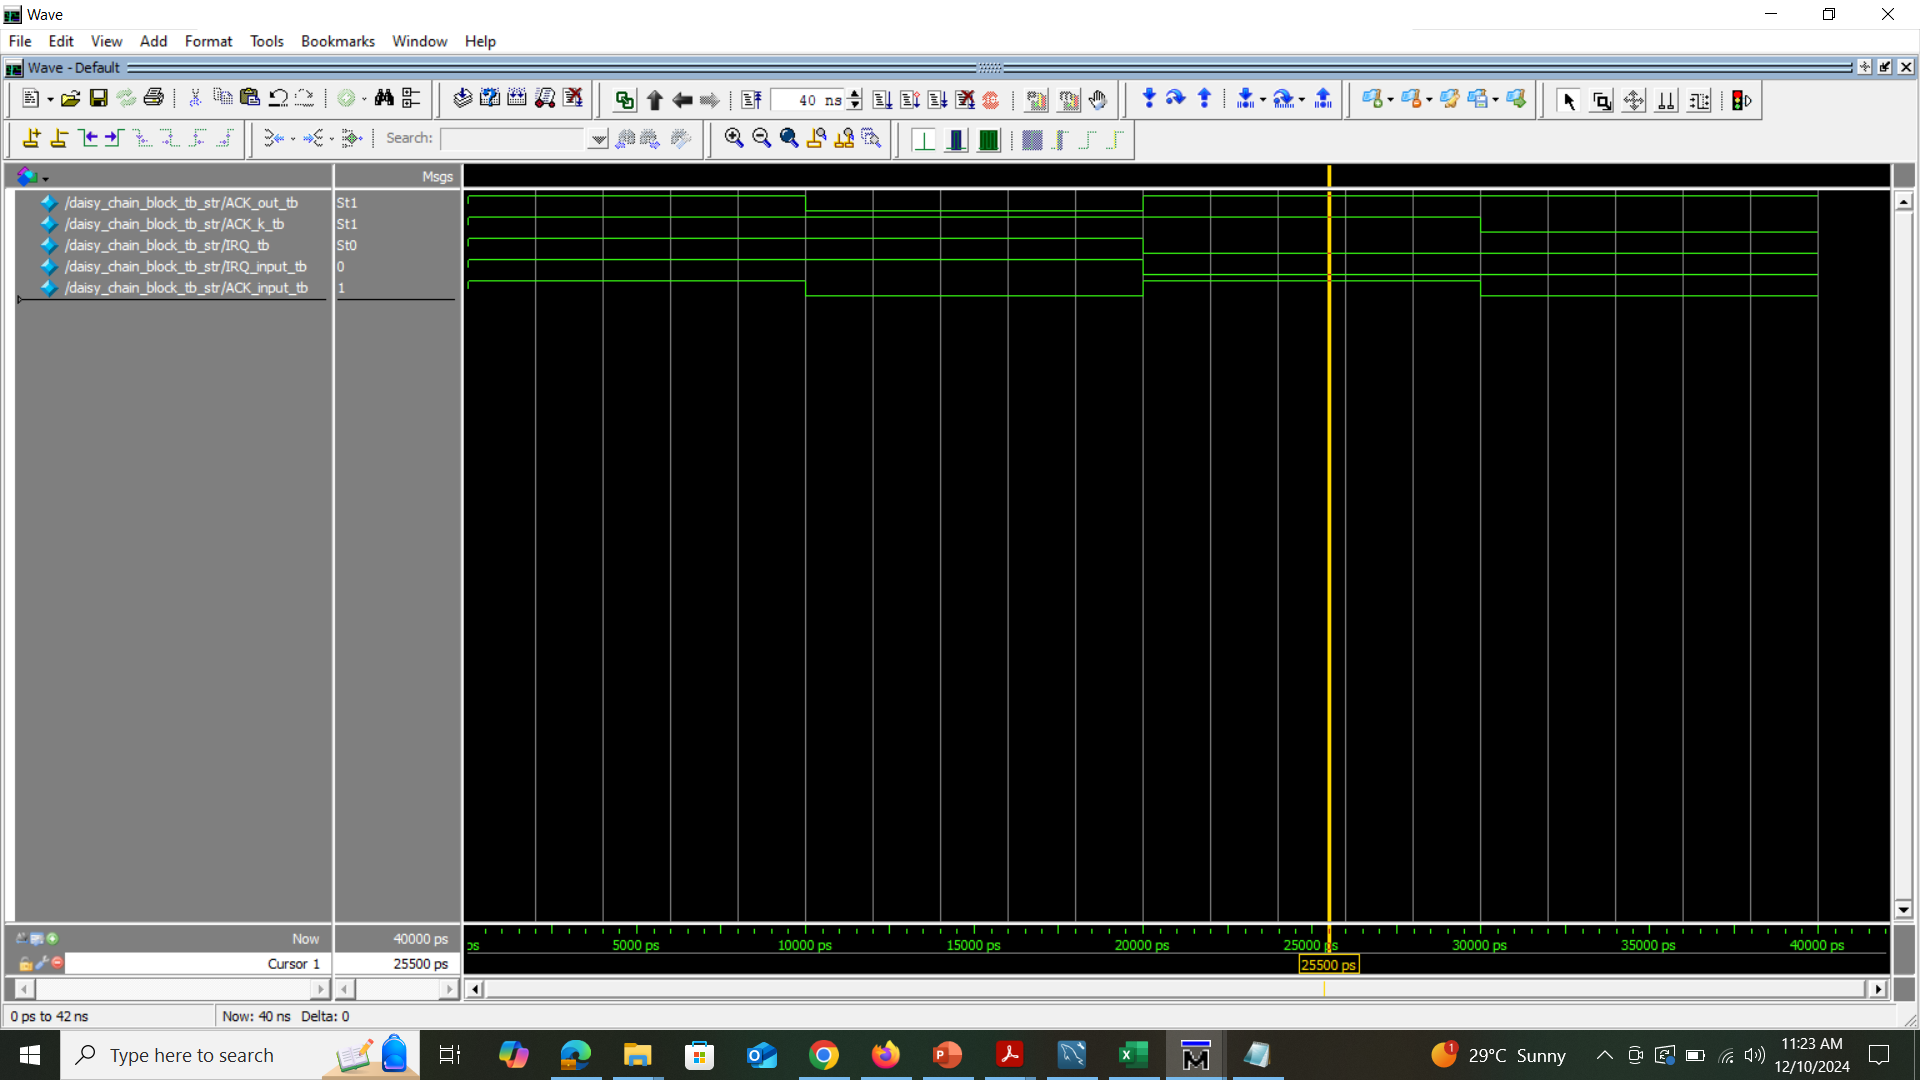 Wave
File Edit View Add Format Tools Bookmarks Window Help
Wave - Default
40 ns
Search:
Msgs
/daisy_chain_block_tb_str/ACK_out_tb St1
/daisy_chain_block_tb_str/ACK_k_tb St1
/daisy_chain_block_tb_str/IRQ_tb St0
/daisy_chain_block_tb_str/IRQ_input_tb 0
/daisy_chain_block_tb_str/ACK_input_tb 1
Now 40000 ps
ps 5000 ps 10000 ps 15000 ps 20000 ps 25000 ps 30000 ps 35000 ps 40000 ps
Cursor 1 25500 ps
25500 ps
0 ps to 42 ns Now: 40 ns Delta: 0
Type here to search
1
29°C Sunny
11:23 AM
12/10/2024